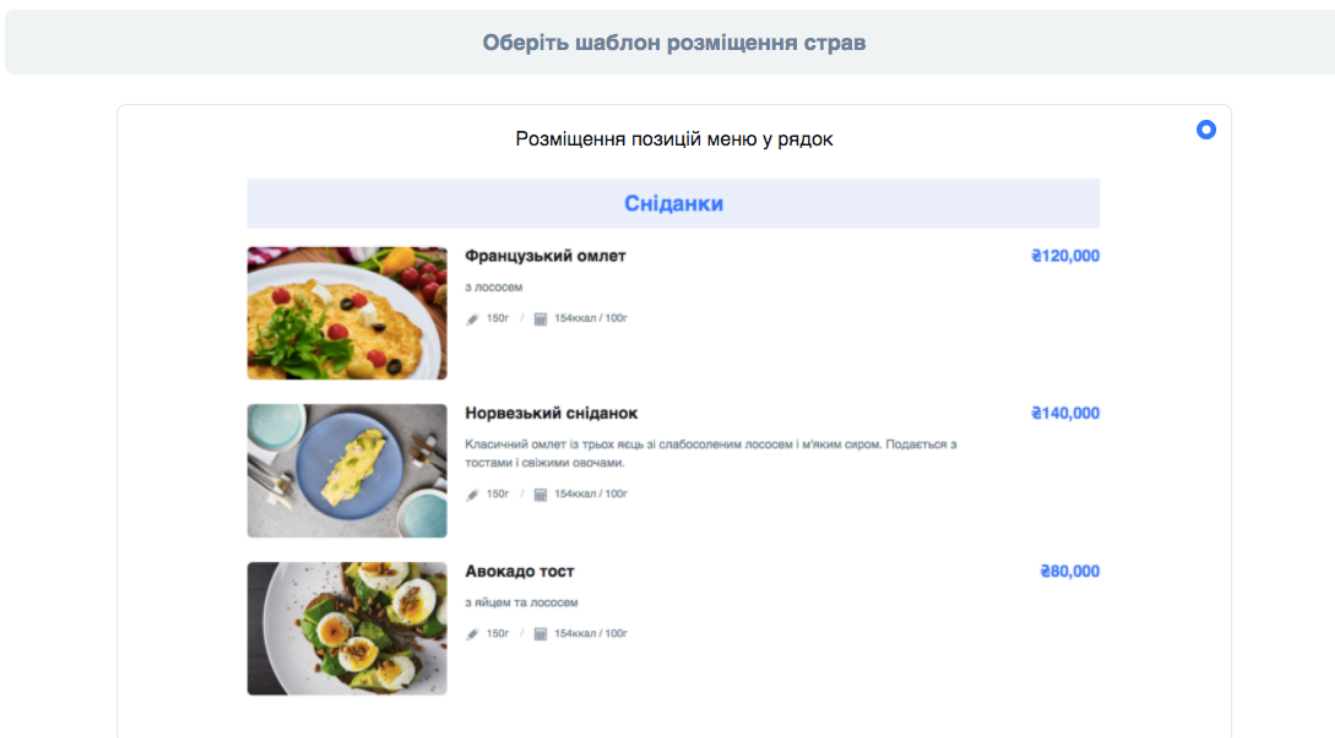 Оберіть шаблон розміщення страв
Розміщення позицій меню у рядок
Сніданки
Французький омлет
₴120,000
з лососем
150г / 154ккал / 100г
Норвезький сніданок
₴140,000
Класичний омлет із трьох яєць зі слабосоленим лососем і м'яким сиром. Подається з
тостами і свіжими овочами.
150г / 154ккал / 100г
Авокадо тост
₴80,000
з яйцем та лососем
150г / 154ккал / 100г